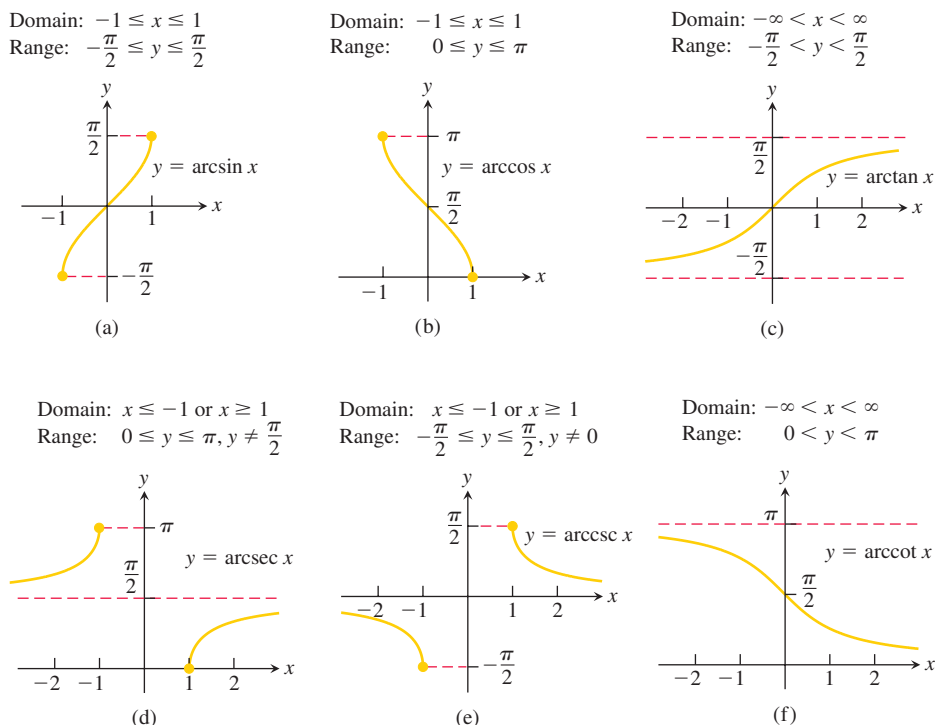 Domain: −1 ≤ x ≤ 1
Range: −π/2 ≤ y ≤ π/2
y
π/2
y = arcsin x
−1
1
x
−π/2
(a)
Domain: −1 ≤ x ≤ 1
Range: 0 ≤ y ≤ π
y
π
y = arccos x
π/2
−1
1
x
(b)
Domain: −∞ < x < ∞
Range: −π/2 < y < π/2
y
π/2
y = arctan x
−2 −1 1 2
x
−π/2
(c)
Domain: x ≤ −1 or x ≥ 1
Range: 0 ≤ y ≤ π, y ≠ π/2
y
π
y = arcsec x
π/2
−2 −1 1 2
x
(d)
Domain: x ≤ −1 or x ≥ 1
Range: −π/2 ≤ y ≤ π/2, y ≠ 0
y
π/2
y = arccsc x
−2 −1 1 2
x
−π/2
(e)
Domain: −∞ < x < ∞
Range: 0 < y < π
y
π
y = arccot x
π/2
−2 −1 1 2
x
(f)